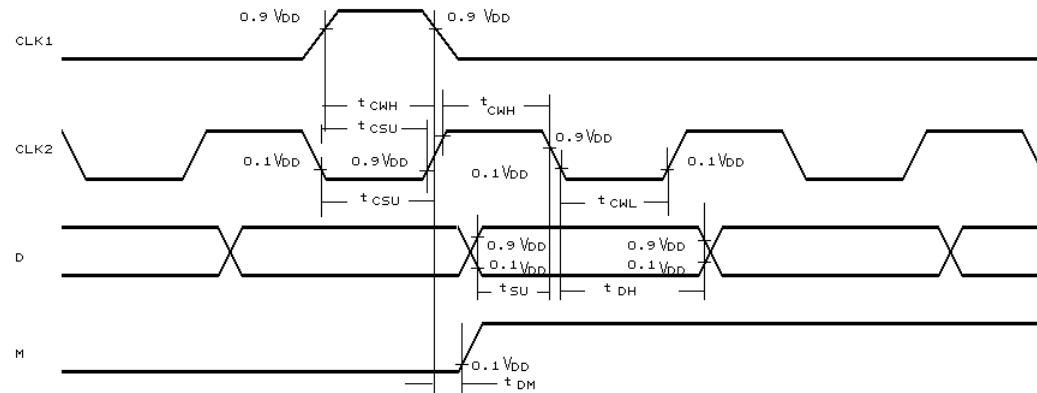 0.9 VDD
0.9 VDD
CLK1
tCWH
tCWH
tCSU
CLK2
0.1VDD
0.9VDD
0.9VDD
0.1VDD
0.1VDD
tCSU
tCWL
D
0.9 VDD
0.9 VDD
0.1VDD
0.1VDD
tSU
tDH
M
0.1VDD
tDM